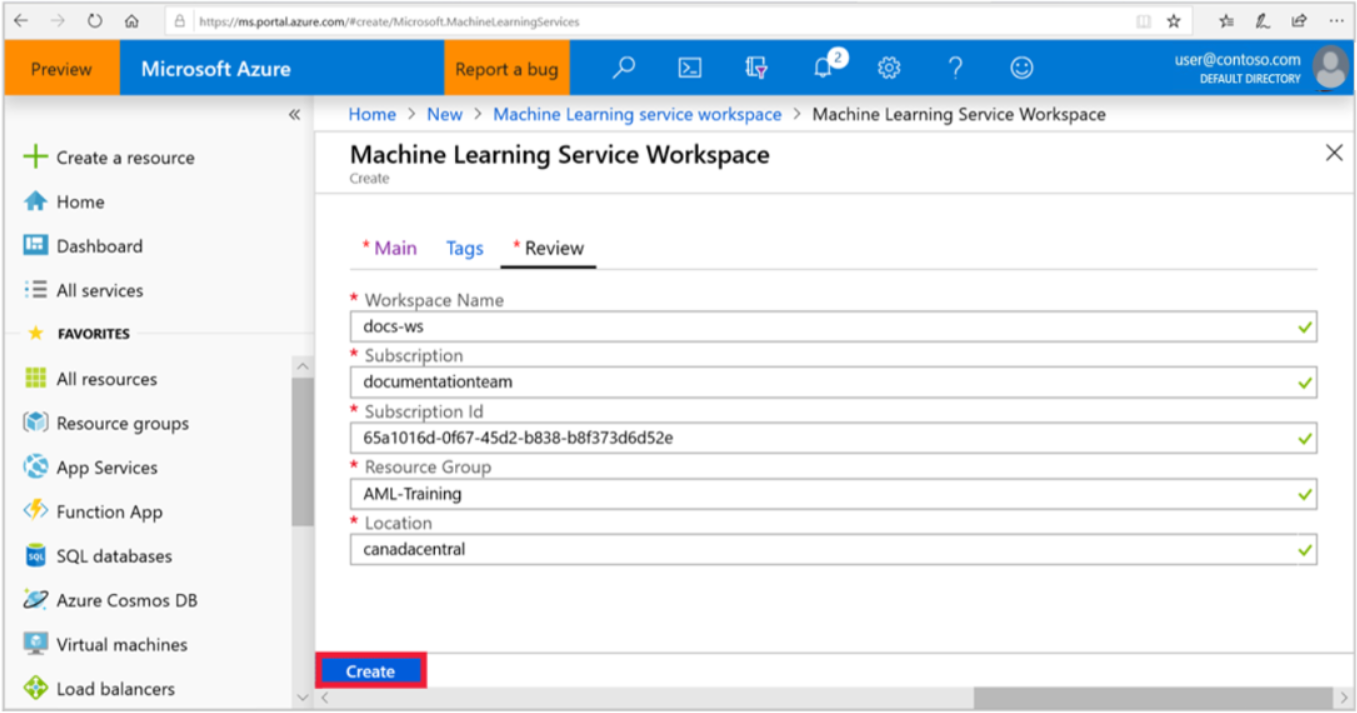 https://ms.portal.azure.com/#create/Microsoft.MachineLearningServices
Preview
Microsoft Azure
Report a bug
2
user@contoso.com
DEFAULT DIRECTORY
Home > New > Machine Learning service workspace > Machine Learning Service Workspace
Machine Learning Service Workspace
Create
Create a resource
Home
Dashboard
All services
FAVORITES
All resources
Resource groups
App Services
Function App
SQL
SQL databases
Azure Cosmos DB
Virtual machines
Load balancers
* Main Tags * Review
* Workspace Name
docs-ws
* Subscription
documentationteam
* Subscription Id
65a1016d-0f67-45d2-b838-b8f373d6d52e
* Resource Group
AML-Training
* Location
canadacentral
Create